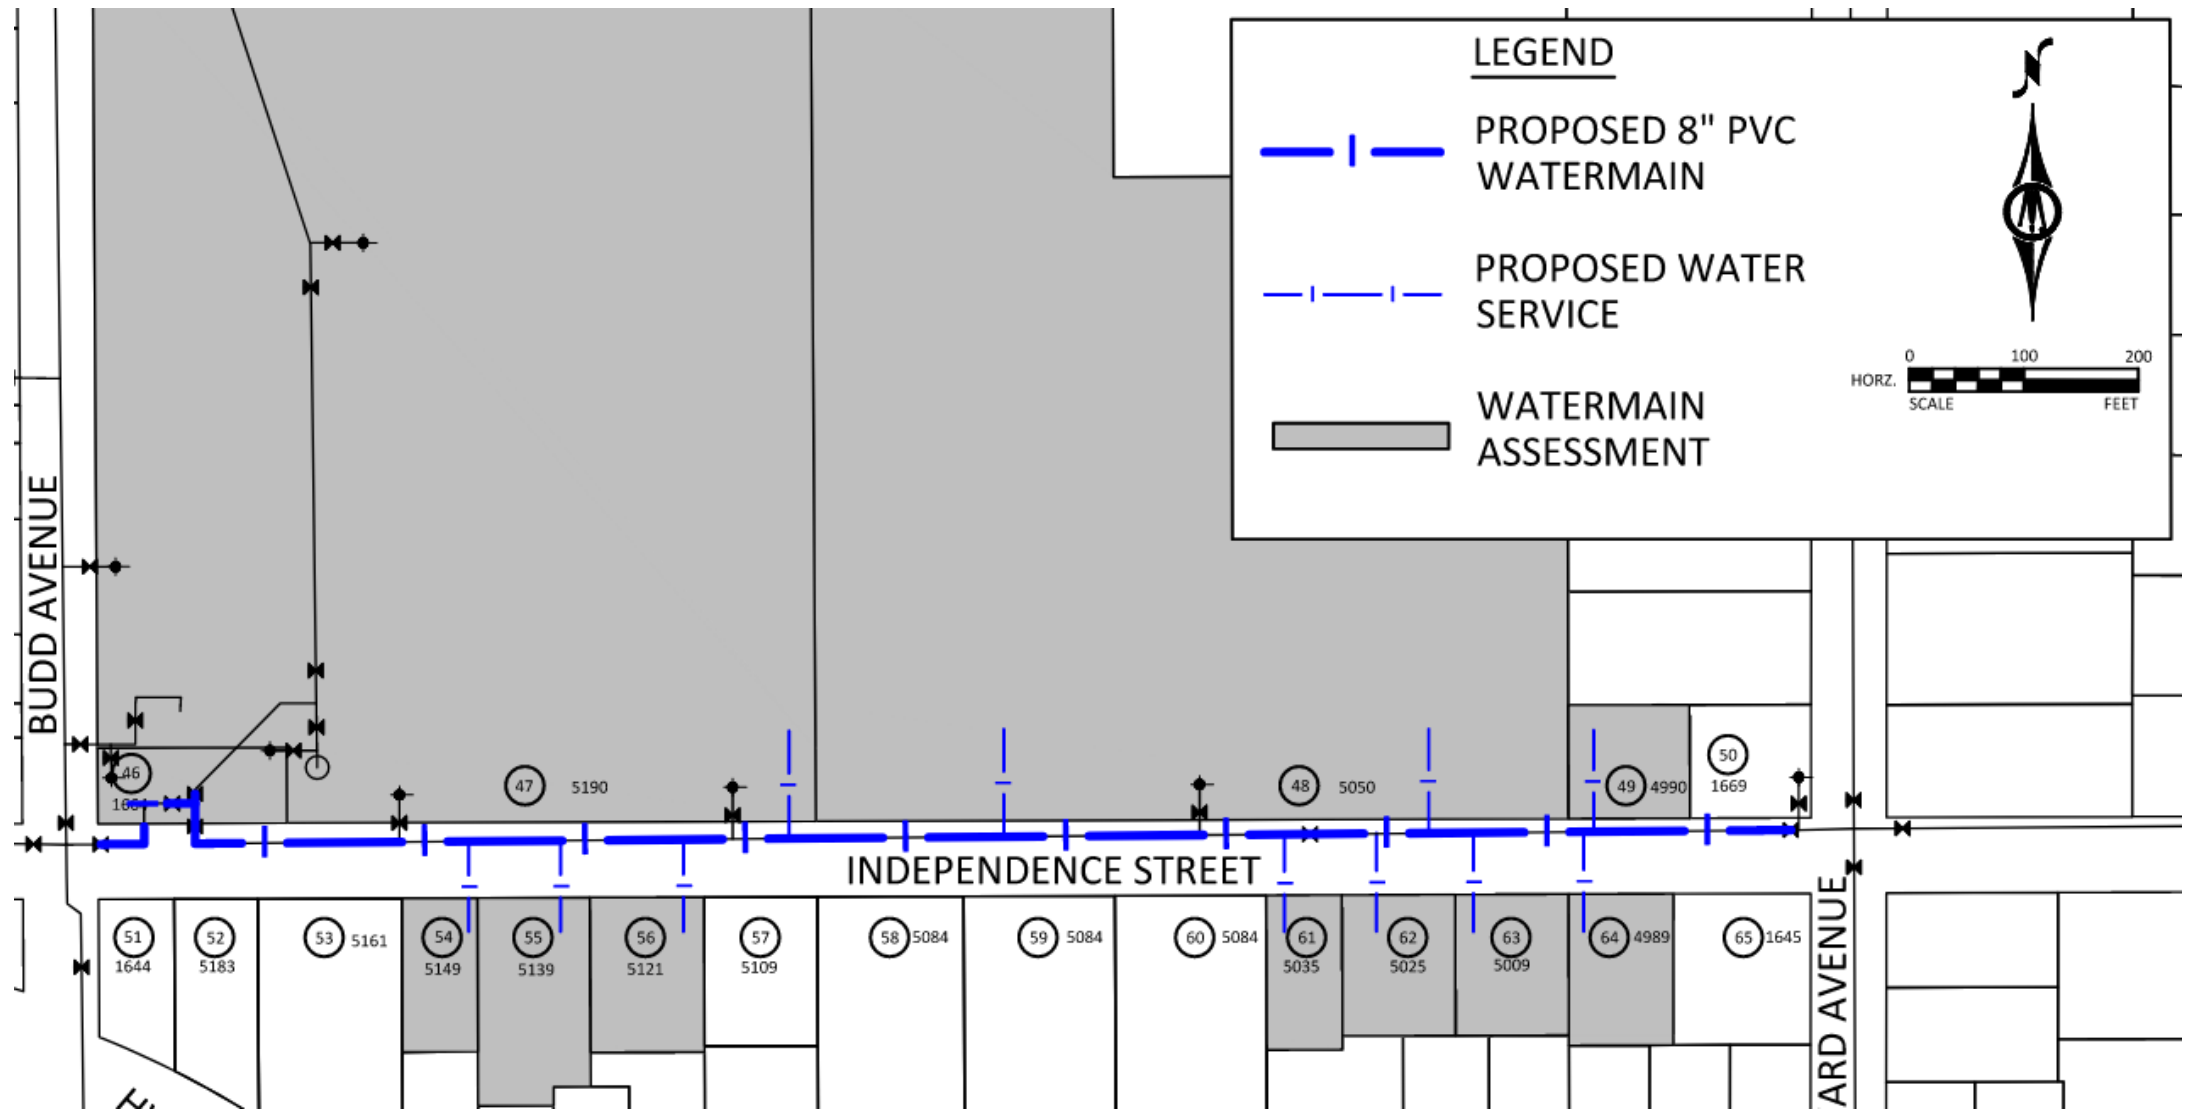 LEGEND
PROPOSED 8" PVC
WATERMAIN
PROPOSED WATER
SERVICE
WATERMAIN
ASSESSMENT
N
0 100 200
HORZ.
SCALE FEET
BUDD AVENUE
46
47 5190
48 5050
49 4990
50
1669
INDEPENDENCE STREET
51
1644
52
5183
53 5161
54
5149
55
5139
56
5121
57
5109
58 5084
59 5084
60 5084
61
5035
62
5025
63
5009
64 4989
65 1645
ARD AVENUE